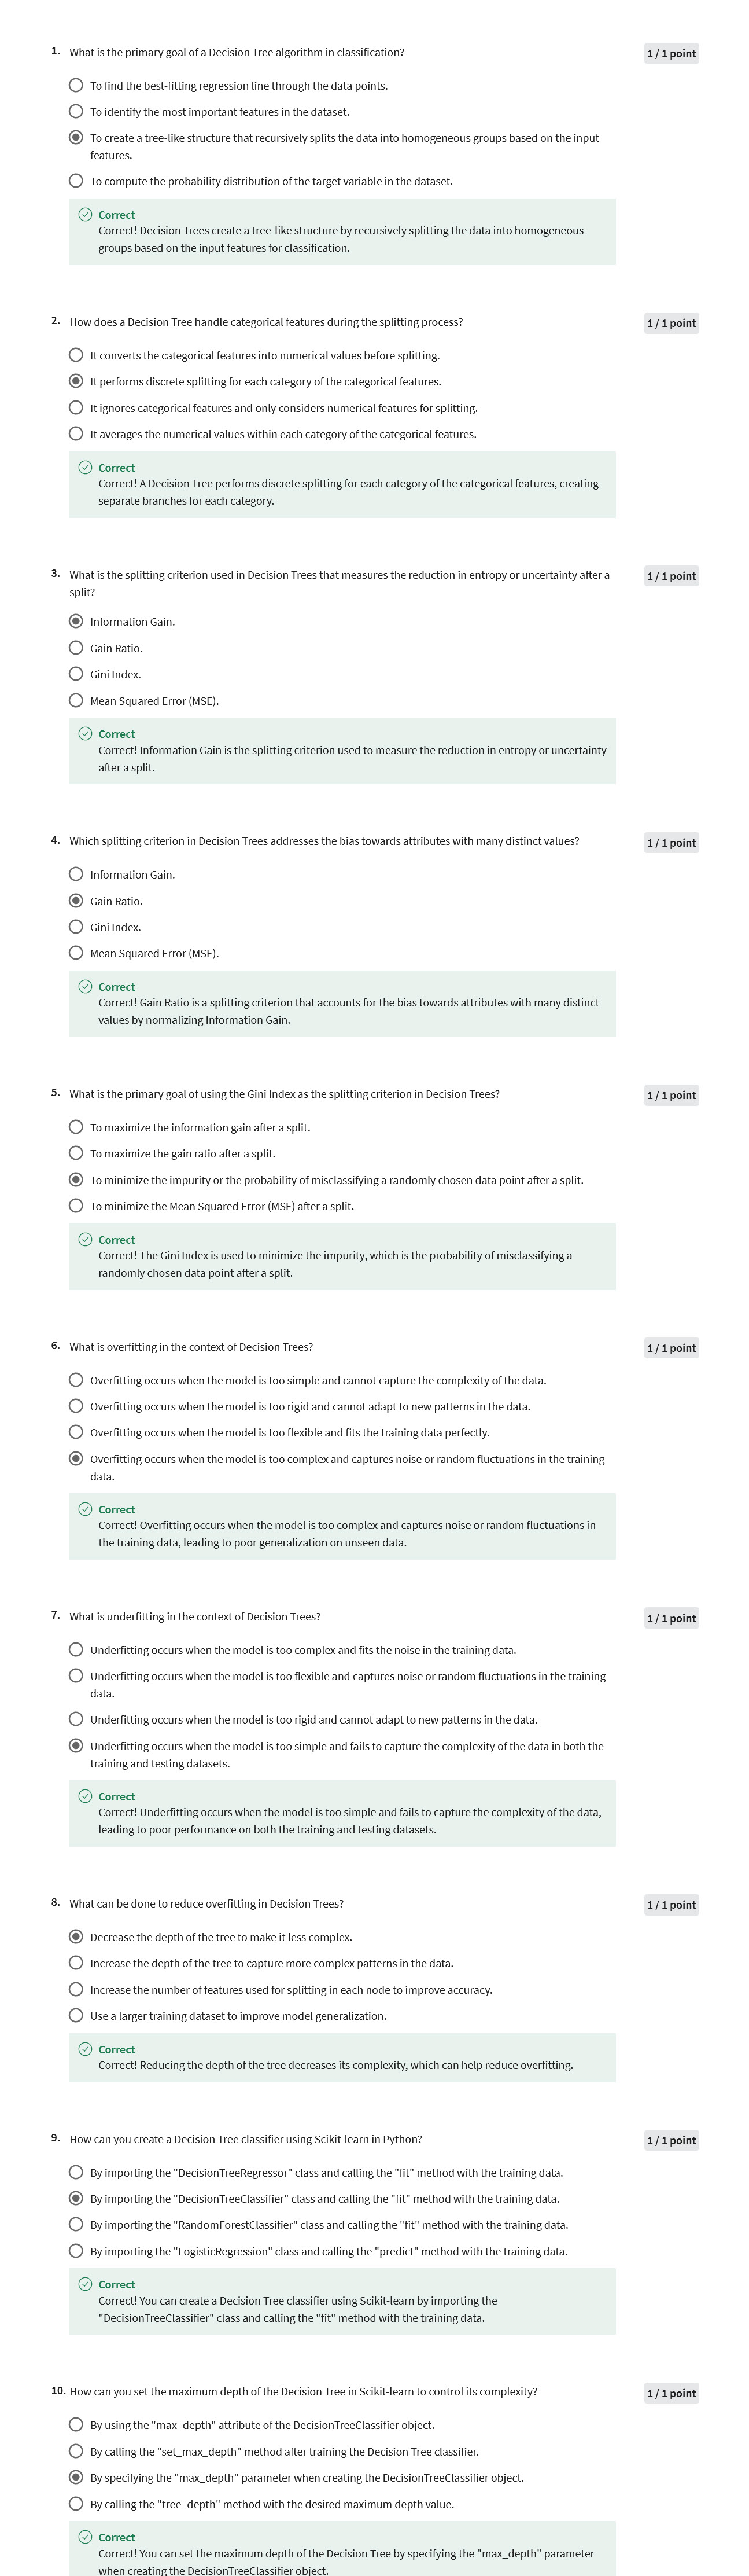 1. What is the primary goal of a Decision Tree algorithm in classification? 1 / 1 point
To find the best-fitting regression line through the data points.
To identify the most important features in the dataset.
To create a tree-like structure that recursively splits the data into homogeneous groups based on the input
features.
To compute the probability distribution of the target variable in the dataset.
Correct
Correct! Decision Trees create a tree-like structure by recursively splitting the data into homogeneous
groups based on the input features for classification.
2. How does a Decision Tree handle categorical features during the splitting process? 1 / 1 point
It converts the categorical features into numerical values before splitting.
It performs discrete splitting for each category of the categorical features.
It ignores categorical features and only considers numerical features for splitting.
It averages the numerical values within each category of the categorical features.
Correct
Correct! A Decision Tree performs discrete splitting for each category of the categorical features, creating
separate branches for each category.
3. What is the splitting criterion used in Decision Trees that measures the reduction in entropy or uncertainty after a 1 / 1 point
split?
Information Gain.
Gain Ratio.
Gini Index.
Mean Squared Error (MSE).
Correct
Correct! Information Gain is the splitting criterion used to measure the reduction in entropy or uncertainty
after a split.
4. Which splitting criterion in Decision Trees addresses the bias towards attributes with many distinct values? 1 / 1 point
Information Gain.
Gain Ratio.
Gini Index.
Mean Squared Error (MSE).
Correct
Correct! Gain Ratio is a splitting criterion that accounts for the bias towards attributes with many distinct
values by normalizing Information Gain.
5. What is the primary goal of using the Gini Index as the splitting criterion in Decision Trees? 1 / 1 point
To maximize the information gain after a split.
To maximize the gain ratio after a split.
To minimize the impurity or the probability of misclassifying a randomly chosen data point after a split.
To minimize the Mean Squared Error (MSE) after a split.
Correct
Correct! The Gini Index is used to minimize the impurity, which is the probability of misclassifying a
randomly chosen data point after a split.
6. What is overfitting in the context of Decision Trees? 1 / 1 point
Overfitting occurs when the model is too simple and cannot capture the complexity of the data.
Overfitting occurs when the model is too rigid and cannot adapt to new patterns in the data.
Overfitting occurs when the model is too flexible and fits the training data perfectly.
Overfitting occurs when the model is too complex and captures noise or random fluctuations in the training
data.
Correct
Correct! Overfitting occurs when the model is too complex and captures noise or random fluctuations in
the training data, leading to poor generalization on unseen data.
7. What is underfitting in the context of Decision Trees? 1 / 1 point
Underfitting occurs when the model is too complex and fits the noise in the training data.
Underfitting occurs when the model is too flexible and captures noise or random fluctuations in the training
data.
Underfitting occurs when the model is too rigid and cannot adapt to new patterns in the data.
Underfitting occurs when the model is too simple and fails to capture the complexity of the data in both the
training and testing datasets.
Correct
Correct! Underfitting occurs when the model is too simple and fails to capture the complexity of the data,
leading to poor performance on both the training and testing datasets.
8. What can be done to reduce overfitting in Decision Trees? 1 / 1 point
Decrease the depth of the tree to make it less complex.
Increase the depth of the tree to capture more complex patterns in the data.
Increase the number of features used for splitting in each node to improve accuracy.
Use a larger training dataset to improve model generalization.
Correct
Correct! Reducing the depth of the tree decreases its complexity, which can help reduce overfitting.
9. How can you create a Decision Tree classifier using Scikit-learn in Python? 1 / 1 point
By importing the "DecisionTreeRegressor" class and calling the "fit" method with the training data.
By importing the "DecisionTreeClassifier" class and calling the "fit" method with the training data.
By importing the "RandomForestClassifier" class and calling the "fit" method with the training data.
By importing the "LogisticRegression" class and calling the "predict" method with the training data.
Correct
Correct! You can create a Decision Tree classifier using Scikit-learn by importing the
"DecisionTreeClassifier" class and calling the "fit" method with the training data.
10. How can you set the maximum depth of the Decision Tree in Scikit-learn to control its complexity? 1 / 1 point
By using the "max_depth" attribute of the DecisionTreeClassifier object.
By calling the "set_max_depth" method after training the Decision Tree classifier.
By specifying the "max_depth" parameter when creating the DecisionTreeClassifier object.
By calling the "tree_depth" method with the desired maximum depth value.
Correct
Correct! You can set the maximum depth of the Decision Tree by specifying the "max_depth" parameter
when creating the DecisionTreeClassifier object.